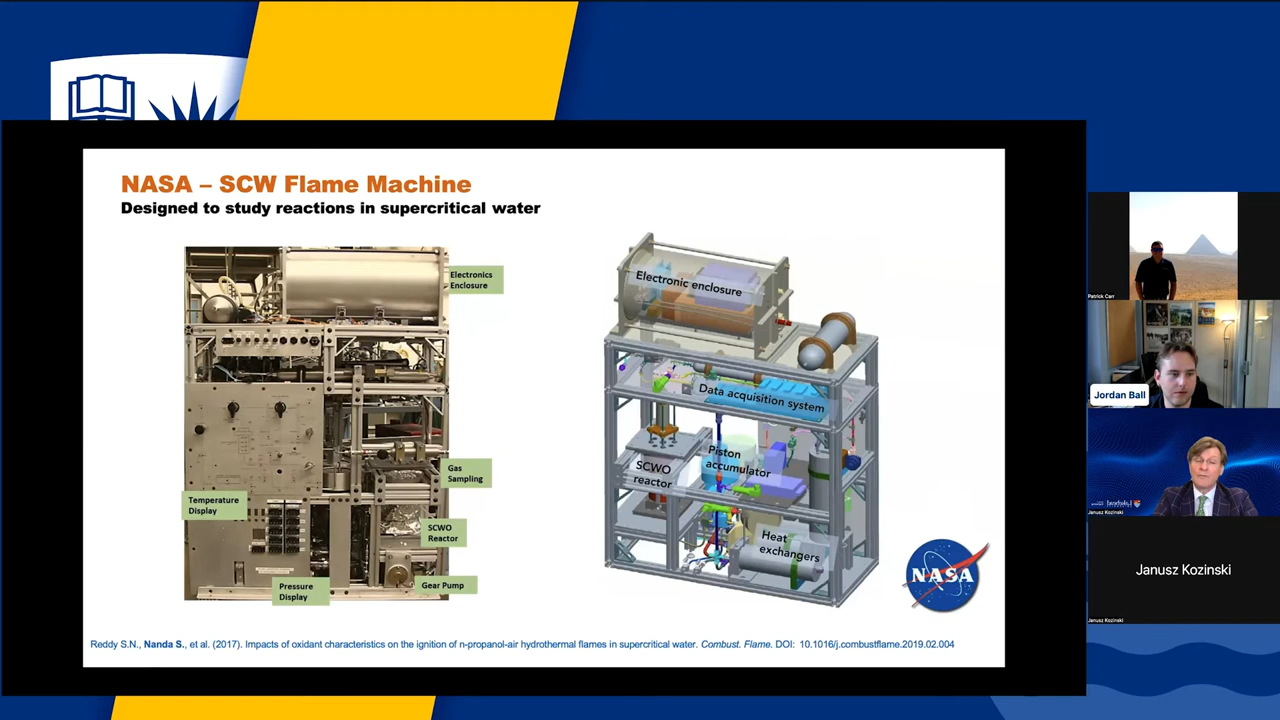 NASA – SCW Flame Machine
Designed to study reactions in supercritical water
Electronics
Enclosure
Gas
Sampling
Temperature
Display
SCWO
Reactor
Pressure
Display
Gear Pump
Electronic enclosure
Data acquisition system
Piston
accumulator
SCWO
reactor
Heat
exchangers
NASA
Reddy S.N., Nanda S., et al. (2017). Impacts of oxidant characteristics on the ignition of n-propanol-air hydrothermal flames in supercritical water. Combust. Flame. DOI: 10.1016/j.combustflame.2019.02.004
Patrick Carr
Jordan Ball
Janusz Kozinski
Janusz Kozinski
Janusz Kozinski